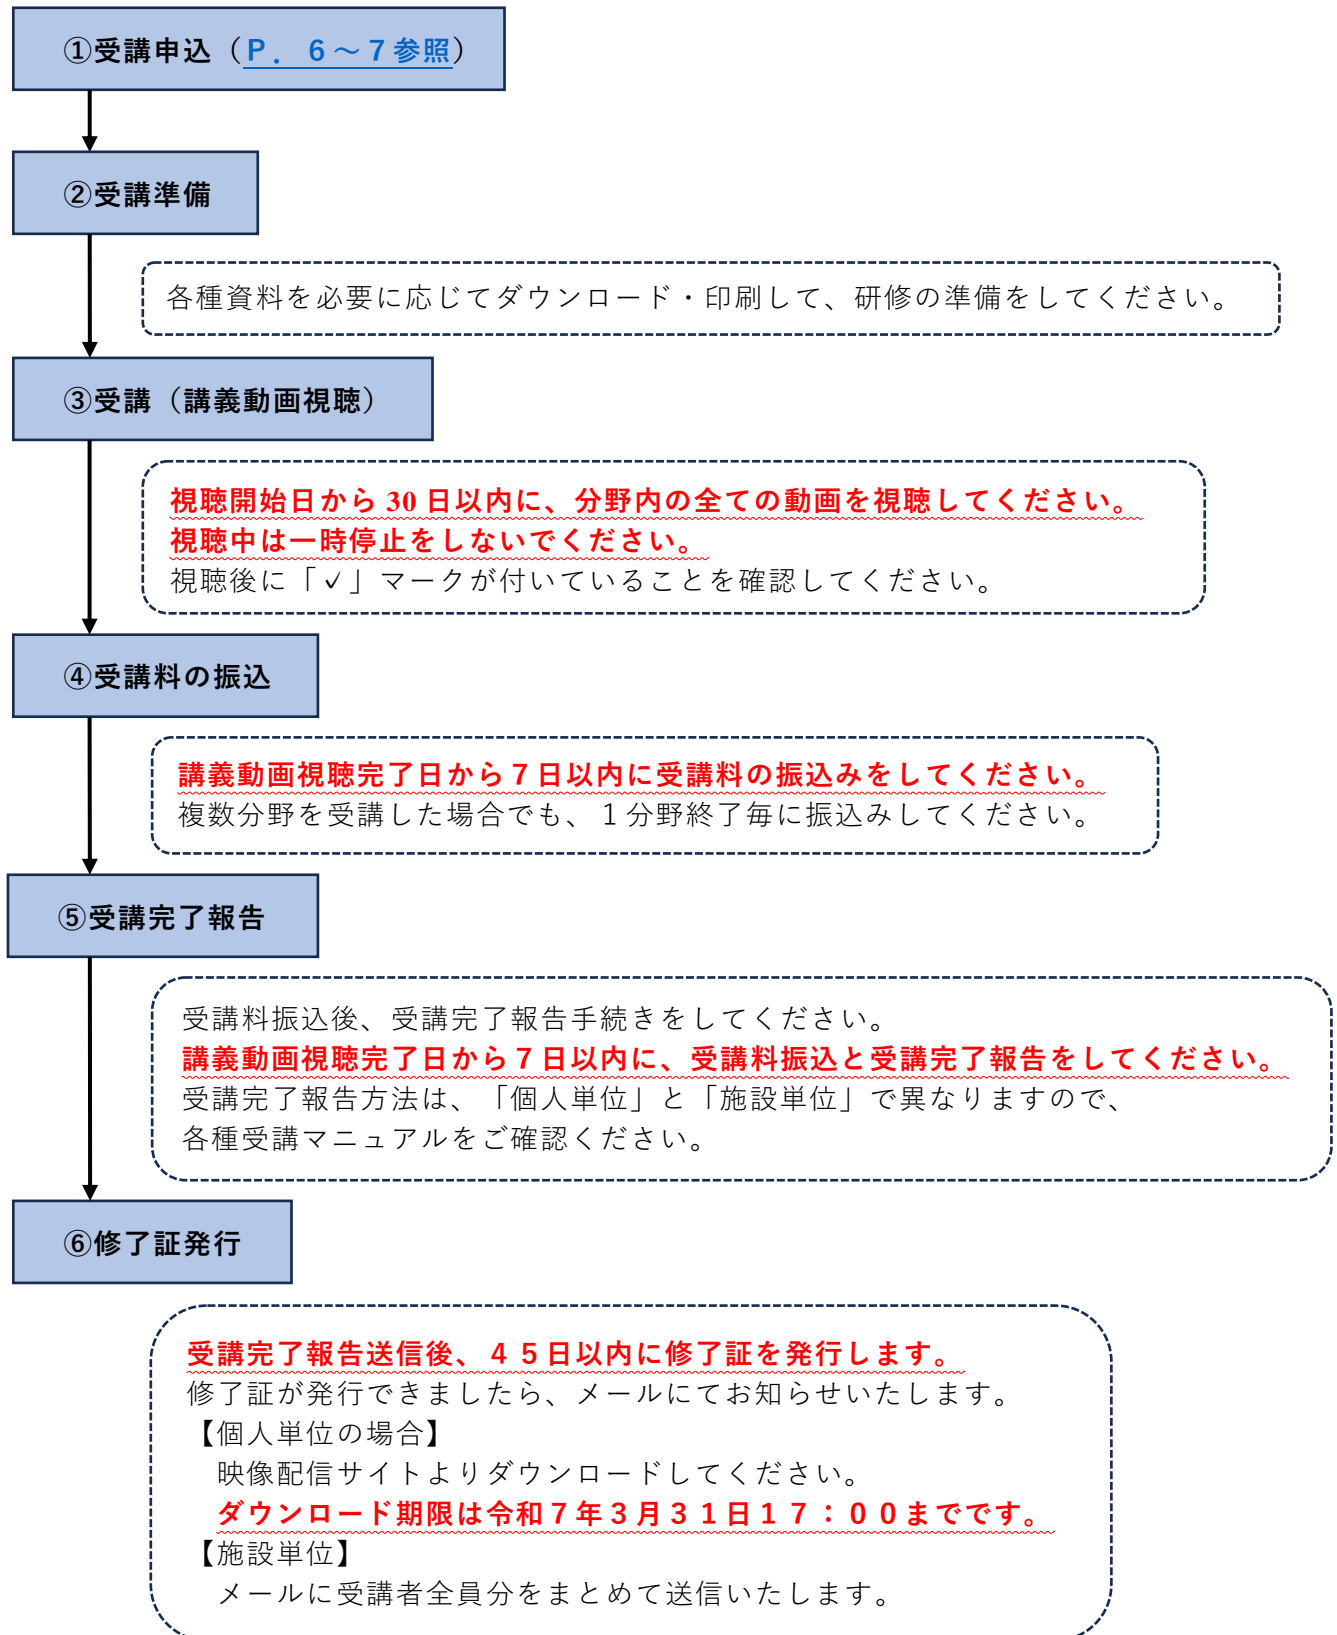 ①受講申込（P．６～７参照）
②受講準備
各種資料を必要に応じてダウンロード・印刷して、研修の準備をしてください。
③受講（講義動画視聴）
視聴開始日から 30 日以内に、分野内の全ての動画を視聴してください。
視聴中は一時停止をしないでください。
視聴後に「✓」マークが付いていることを確認してください。
④受講料の振込
講義動画視聴完了日から７日以内に受講料の振込みをしてください。
複数分野を受講した場合でも、１分野終了毎に振込みしてください。
⑤受講完了報告
受講料振込後、受講完了報告手続きをしてください。
講義動画視聴完了日から７日以内に、受講料振込と受講完了報告をしてください。
受講完了報告方法は、「個人単位」と「施設単位」で異なりますので、
各種受講マニュアルをご確認ください。
⑥修了証発行
受講完了報告送信後、４５日以内に修了証を発行します。
修了証が発行できましたら、メールにてお知らせいたします。
【個人単位の場合】
映像配信サイトよりダウンロードしてください。
ダウンロード期限は令和７年３月３１日１７：００までです。
【施設単位】
メールに受講者全員分をまとめて送信いたします。